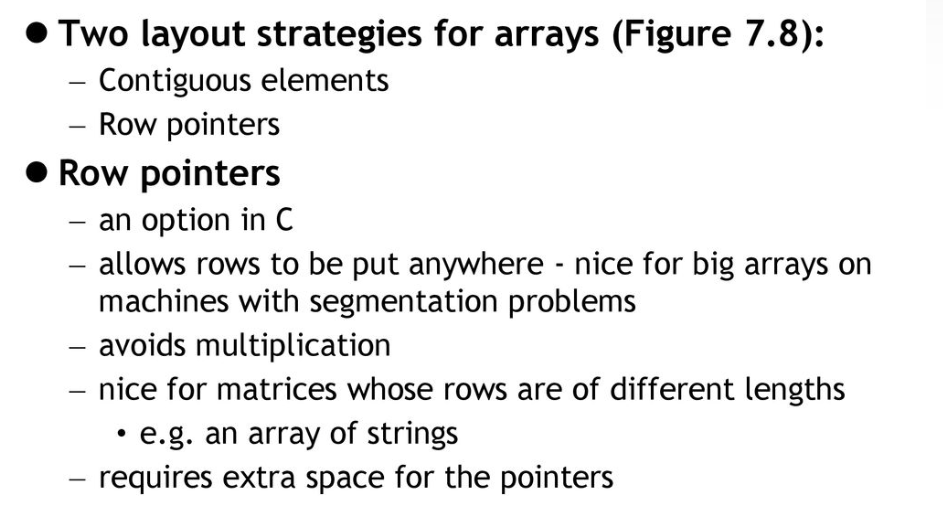 ● Two layout strategies for arrays (Figure 7.8):
– Contiguous elements
– Row pointers
● Row pointers
– an option in C
– allows rows to be put anywhere - nice for big arrays on
machines with segmentation problems
– avoids multiplication
– nice for matrices whose rows are of different lengths
• e.g. an array of strings
– requires extra space for the pointers